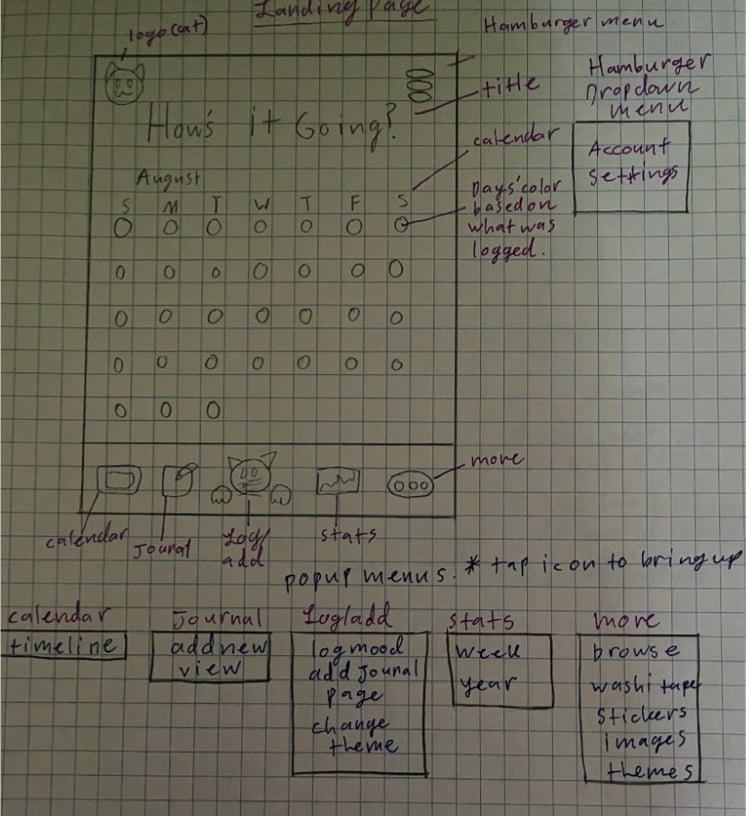 Landing page
logo (cat)
Hamburger menu
title
Hamburger
Dropdown
menu
How's it Going?
calendar
Account
settings
August
S M T W T F S
Days' color
based on
what was
logged.
O O O O O O O
O O O O O O O
O O O O O O O
O O O O O O O
O O O
more
calendar
Jounal
Log/
add
stats
popup menus. * tap icon to bring up
calendar
timeline
Journal
add new
view
Log/add
log mood
add Jounal
page
change
theme
stats
week
year
more
browse
washi tape
stickers
images
themes